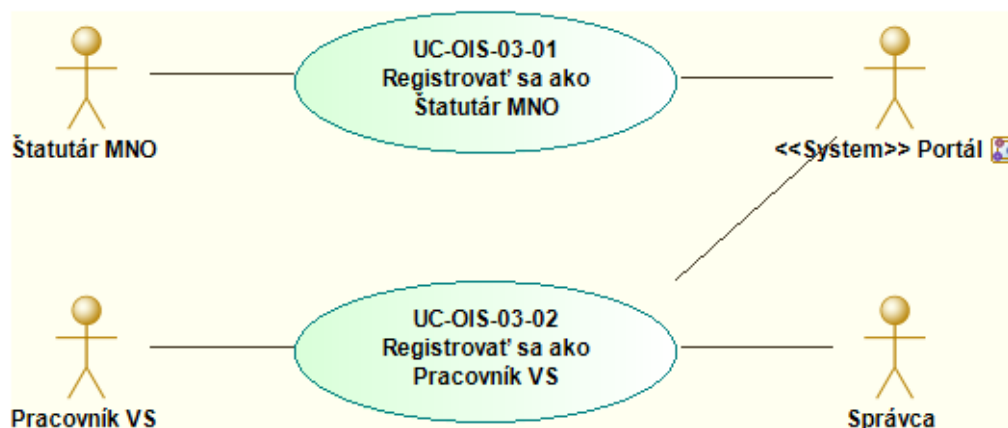 UC-OIS-03-01
Registrovať sa ako
Štatutár MNO
Štatutár MNO
<<System>> Portál
UC-OIS-03-02
Registrovať sa ako
Pracovník VS
Pracovník VS
Správca